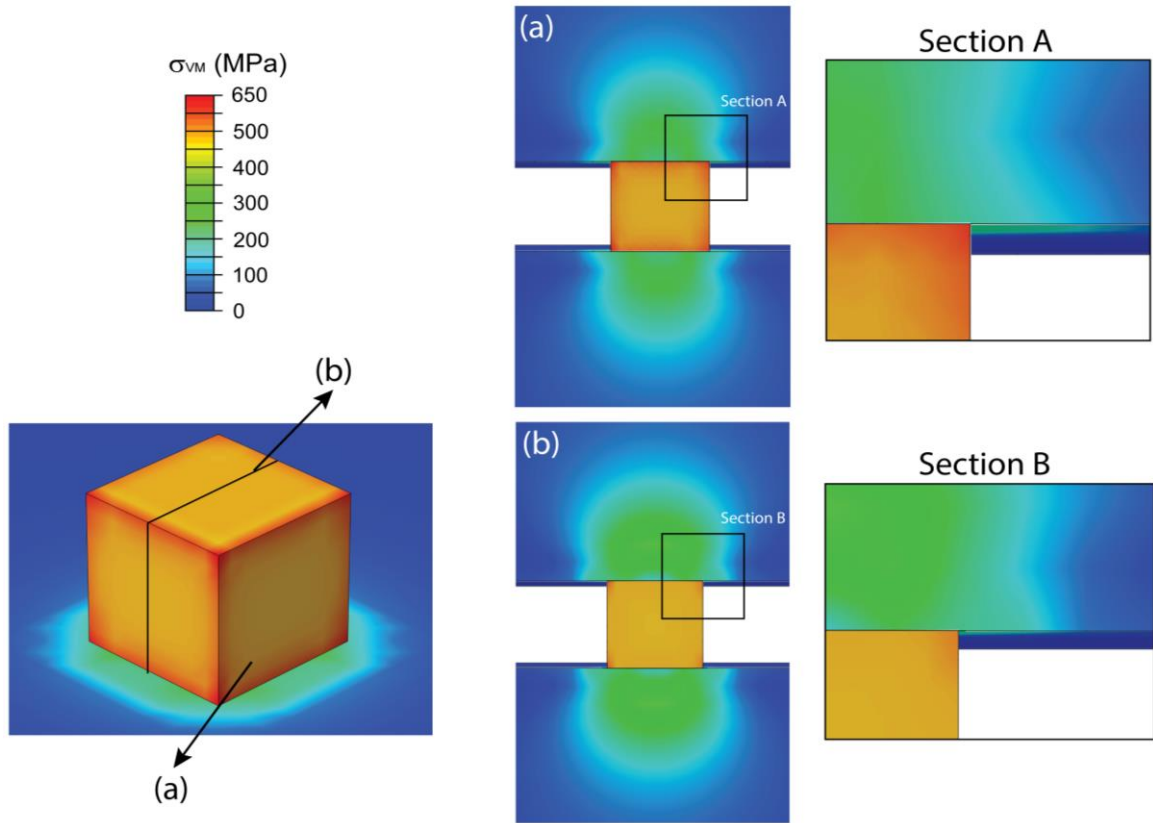 σVM (MPa)
650
500
400
300
200
100
0
(b)
(a)
(a)
Section A
Section A
(b)
Section B
Section B